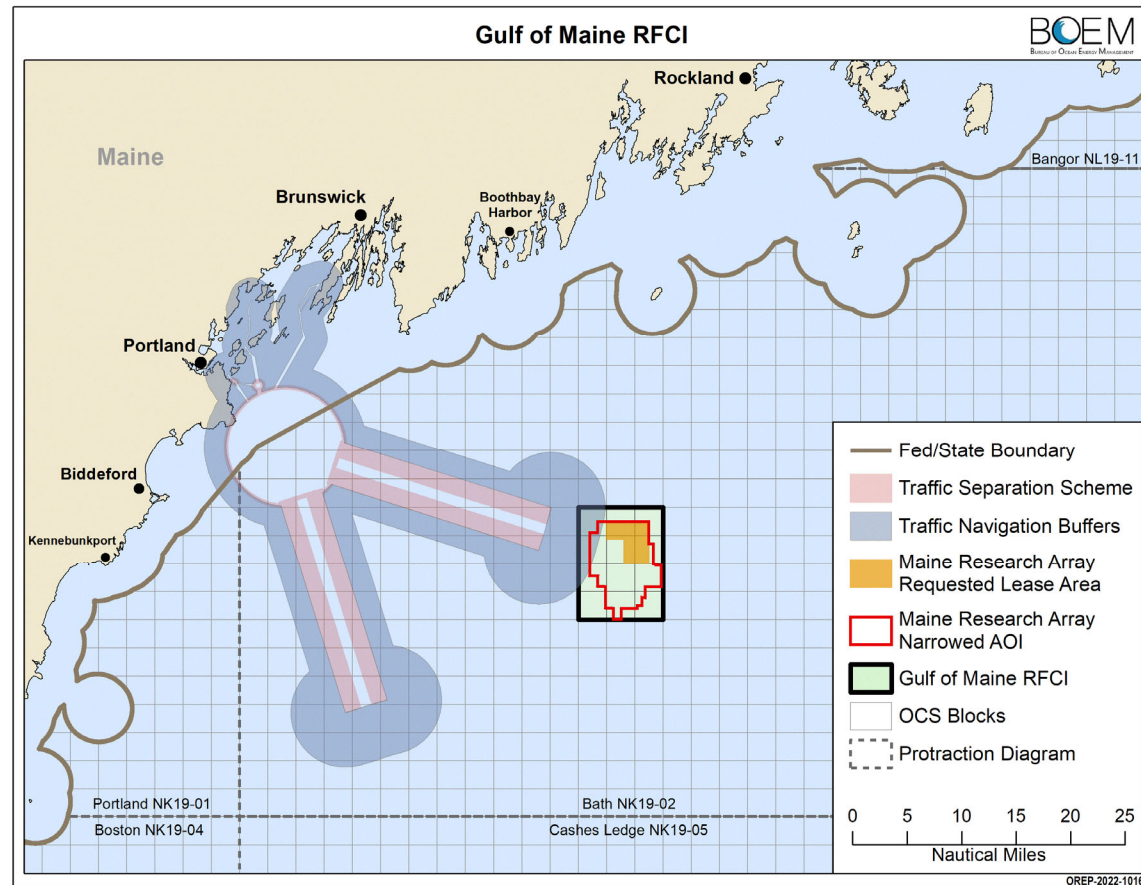 Gulf of Maine RFCI
BOEM
BUREAU OF OCEAN ENERGY MANAGEMENT
Rockland
Maine
Bangor NL19-11
Brunswick
Boothbay
Harbor
Portland
Biddeford
Kennebunkport
Fed/State Boundary
Traffic Separation Scheme
Traffic Navigation Buffers
Maine Research Array
Requested Lease Area
Maine Research Array
Narrowed AOI
Gulf of Maine RFCI
OCS Blocks
Protraction Diagram
Portland NK19-01
Bath NK19-02
Boston NK19-04
Cashes Ledge NK19-05
0 5 10 15 20 25
Nautical Miles
OREP-2022-1016